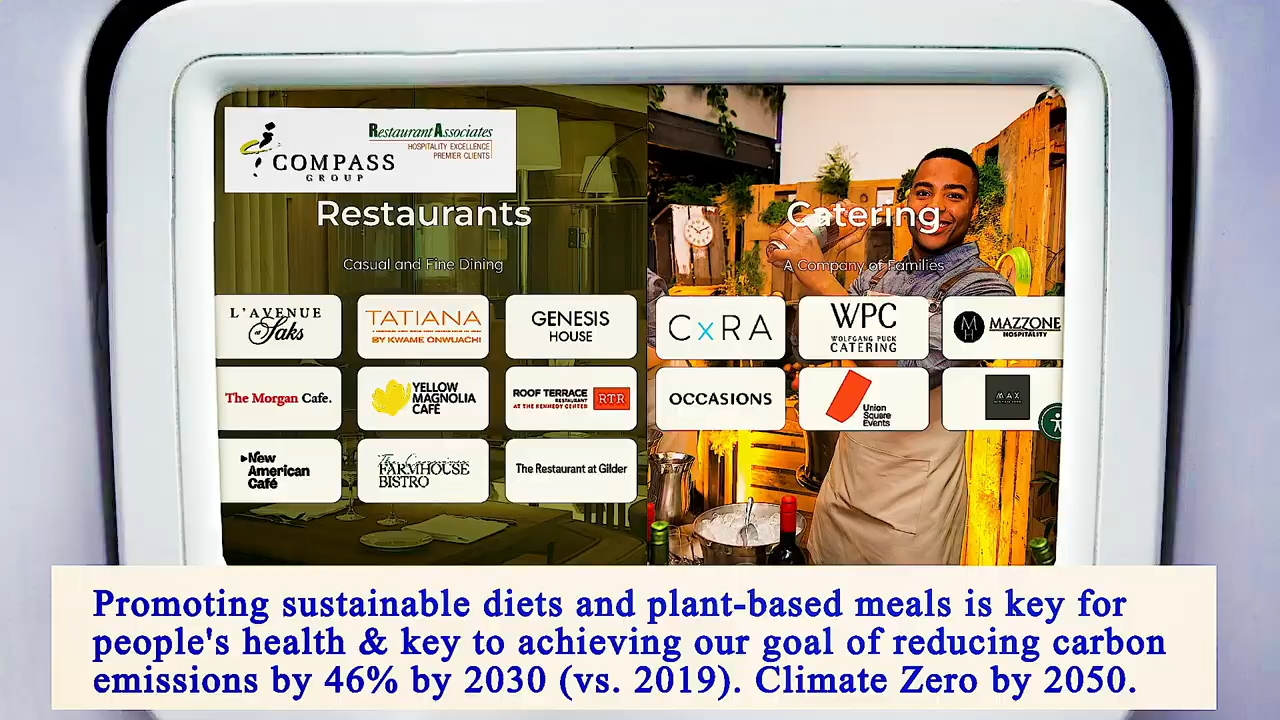 COMPASS
GROUP
Restaurant Associates
HOSPITALITY EXCELLENCE
PREMIER CLIENTS
Restaurants
Casual and Fine Dining
L'AVENUE
Saks
TATIANA
BY KWAME ONWUACHI
GENESIS
HOUSE
The Morgan Cafe.
YELLOW
MAGNOLIA
CAFÉ
ROOF TERRACE
RESTAURANT
AT THE KENNEDY CENTER
RTR
New
American
Café
FARMHOUSE
BISTRO
The Restaurant at Gilder
Catering
A Company of Families
CxRA
WPC
WOLFGANG PUCK
CATERING
MH
MAZZONE
HOSPITALITY
OCCASIONS
Union
Square
Events
MAX
Promoting sustainable diets and plant-based meals is key for
people's health & key to achieving our goal of reducing carbon
emissions by 46% by 2030 (vs. 2019). Climate Zero by 2050.